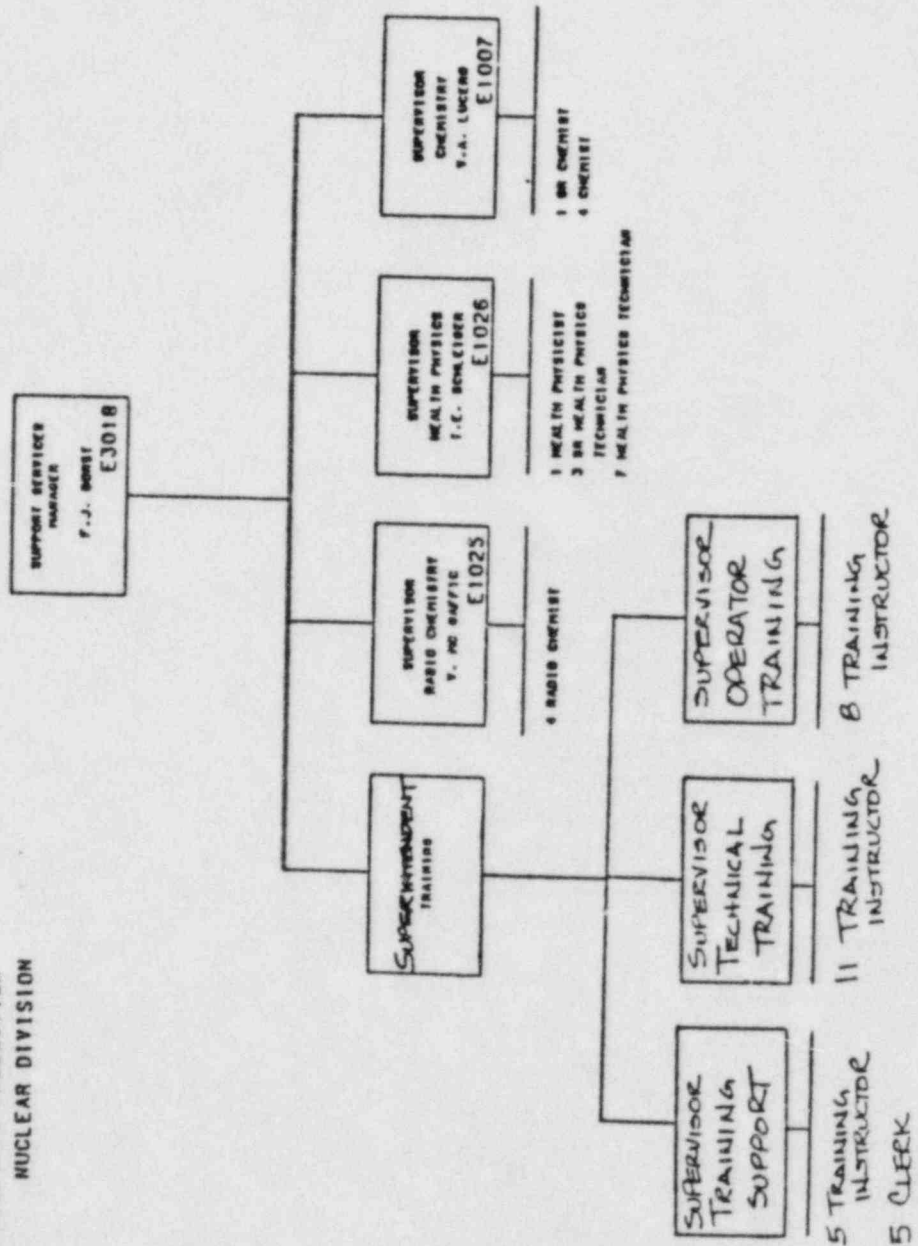 NUCLEAR DIVISION
SUPPORT SERVICES
MANAGER
F.J. BORST
E3018
SUPERINTENDENT
TRAINING
SUPERVISOR
RADIO CHEMISTRY
E1025
4 RADIO CHEMIST
SUPERVISOR
HEALTH PHYSICS
T.E. SCHLEIGER
E1026
1 HEALTH PHYSICIST
3 SR HEALTH PHYSICS
TECHNICIAN
7 HEALTH PHYSICS TECHNICIAN
SUPERVISOR
CHEMISTRY
V.A. LUCERO
E1007
1 SR CHEMIST
4 CHEMIST
SUPERVISOR
TRAINING
SUPPORT
5 TRAINING
INSTRUCTOR
5 CLERK
SUPERVISOR
TECHNICAL
TRAINING
11 TRAINING
INSTRUCTOR
SUPERVISOR
OPERATOR
TRAINING
8 TRAINING
INSTRUCTOR